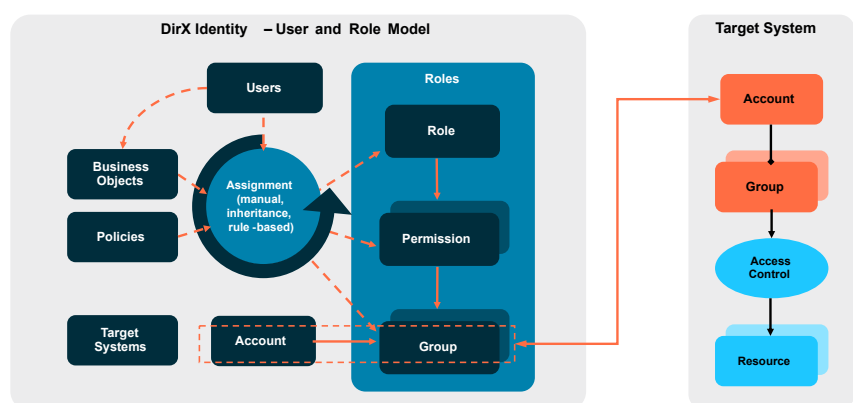 DirX Identity – User and Role Model
Target System
Users
Roles
Role
Business
Objects
Assignment
(manual,
inheritance,
rule -based)
Policies
Permission
Target
Systems
Account
Group
Account
Group
Access
Control
Resource